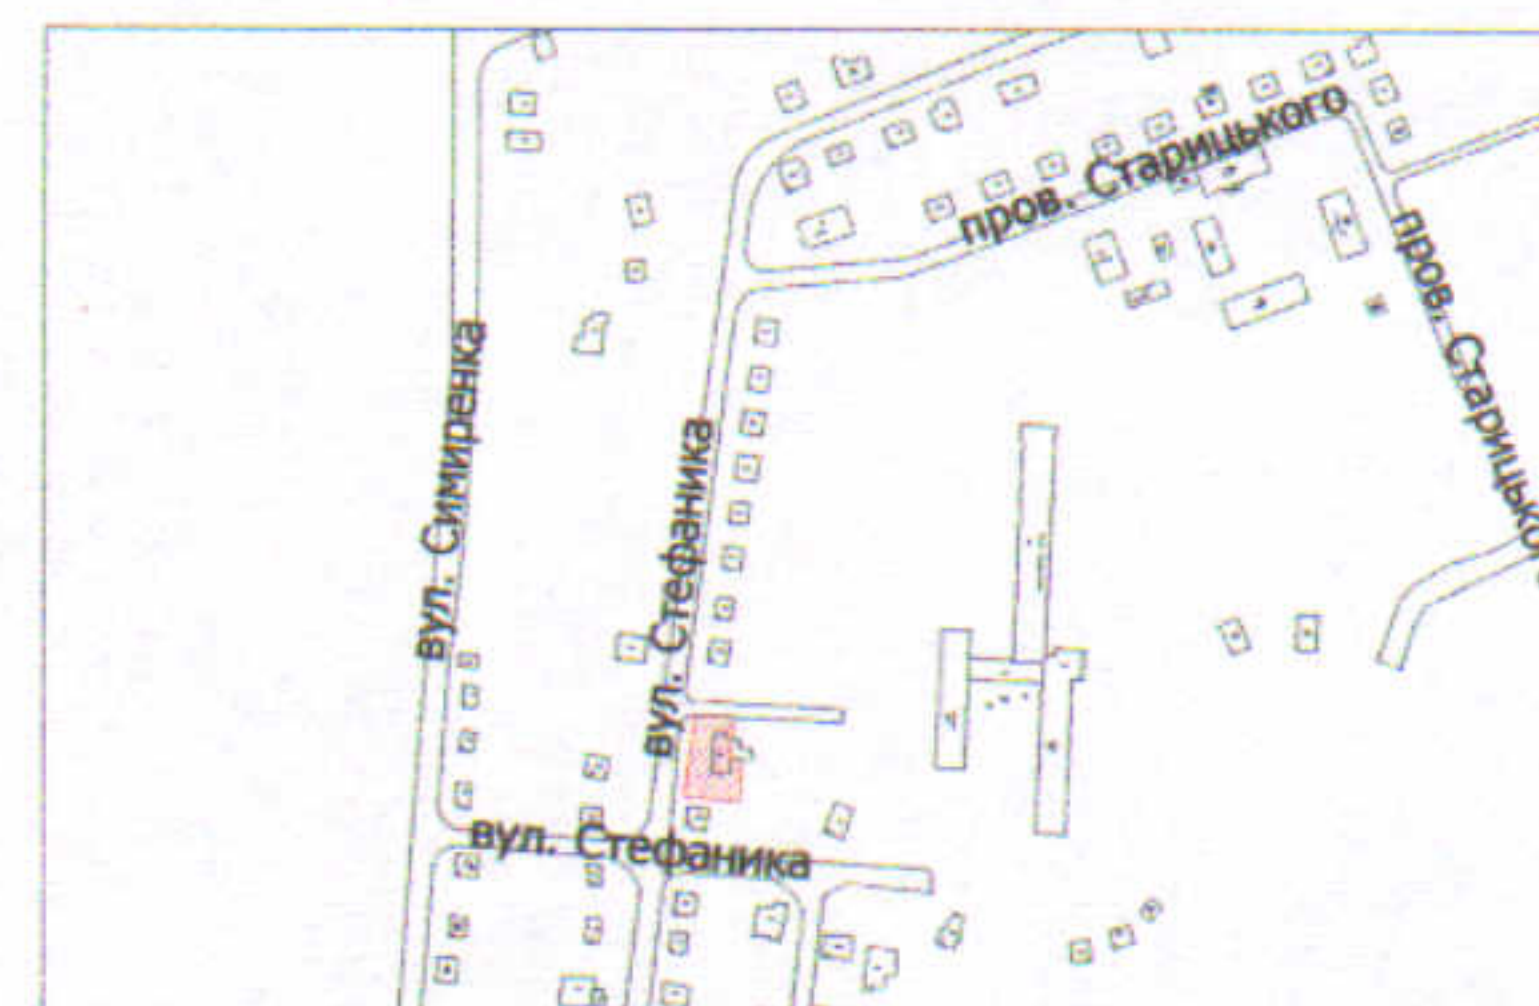 пров. Старицького
пров. Старицько
вул. Симиренка
вул. Стефаника
вул. Стефаника